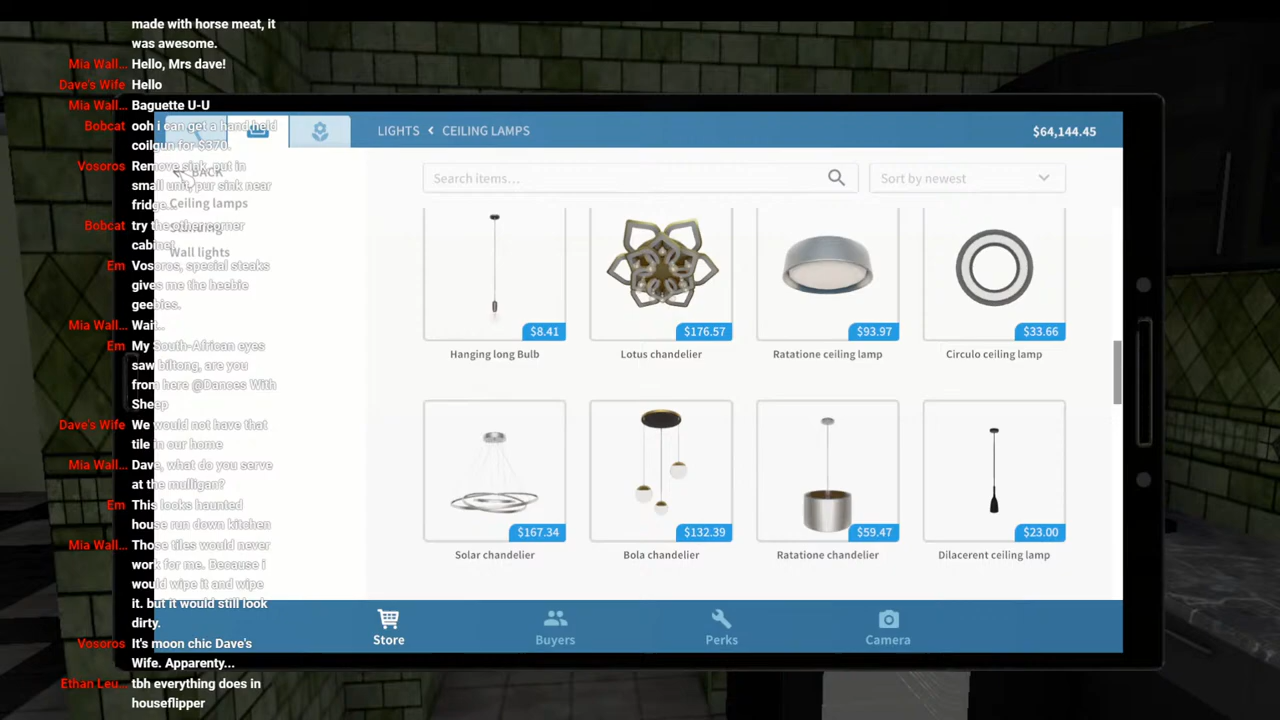 made with horse meat, it
was awesome.
Mia Wall... Hello, Mrs dave!
Dave's Wife Hello
Mia Wall... Baguette U-U
Bobcat ooh i can get a hand held
coilgun for $370.
Vosoros Remove sink, put in
small unit, pur sink near
fridge...
Bobcat try the other corner
cabinet
Em Vosoros, special steaks
gives me the heebie
geebies.
Mia Wall... Wait..
Em My South-African eyes
saw biltong, are you
from here @Dances With
Sheep
Dave's Wife We would not have that
tile in our home
Mia Wall... Dave, what do you serve
at the mulligan?
Em This looks haunted
house run down kitchen
Mia Wall... Those tiles would never
work for me. Because i
would wipe it and wipe
it. but it would still look
dirty.
Vosoros It's moon chic Dave's
Wife. Apparenty...
Ethan Leu... tbh everything does in
houseflipper
BACK
Ceiling lamps
Wall lights
LIGHTS < CEILING LAMPS
$64,144.45
Search items...
Sort by newest
$8.41 $176.57 $93.97 $33.66
Hanging long Bulb Lotus chandelier Ratatione ceiling lamp Circulo ceiling lamp
$167.34 $132.39 $59.47 $23.00
Solar chandelier Bola chandelier Ratatione chandelier Dilacerent ceiling lamp
Store Buyers Perks Camera